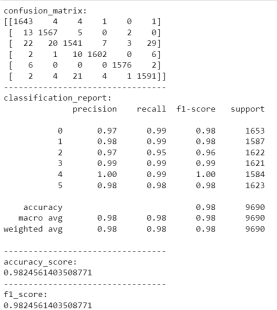 confusion_matrix:
[[1643 4 4 1 0 1]
[ 13 1567 5 0 2 0]
[ 22 20 1541 7 3 29]
[ 2 1 10 1602 0 6]
[ 6 0 0 0 1576 2]
[ 2 4 21 4 1 1591]]
--------------------------------
classification_report:
precision recall f1-score support
0 0.97 0.99 0.98 1653
1 0.98 0.99 0.98 1587
2 0.97 0.95 0.96 1622
3 0.99 0.99 0.99 1621
4 1.00 0.99 1.00 1584
5 0.98 0.98 0.98 1623
accuracy 0.98 9690
macro avg 0.98 0.98 0.98 9690
weighted avg 0.98 0.98 0.98 9690
--------------------------------
accuracy_score:
0.9824561403508771
--------------------------------
f1_score:
0.9824561403508771